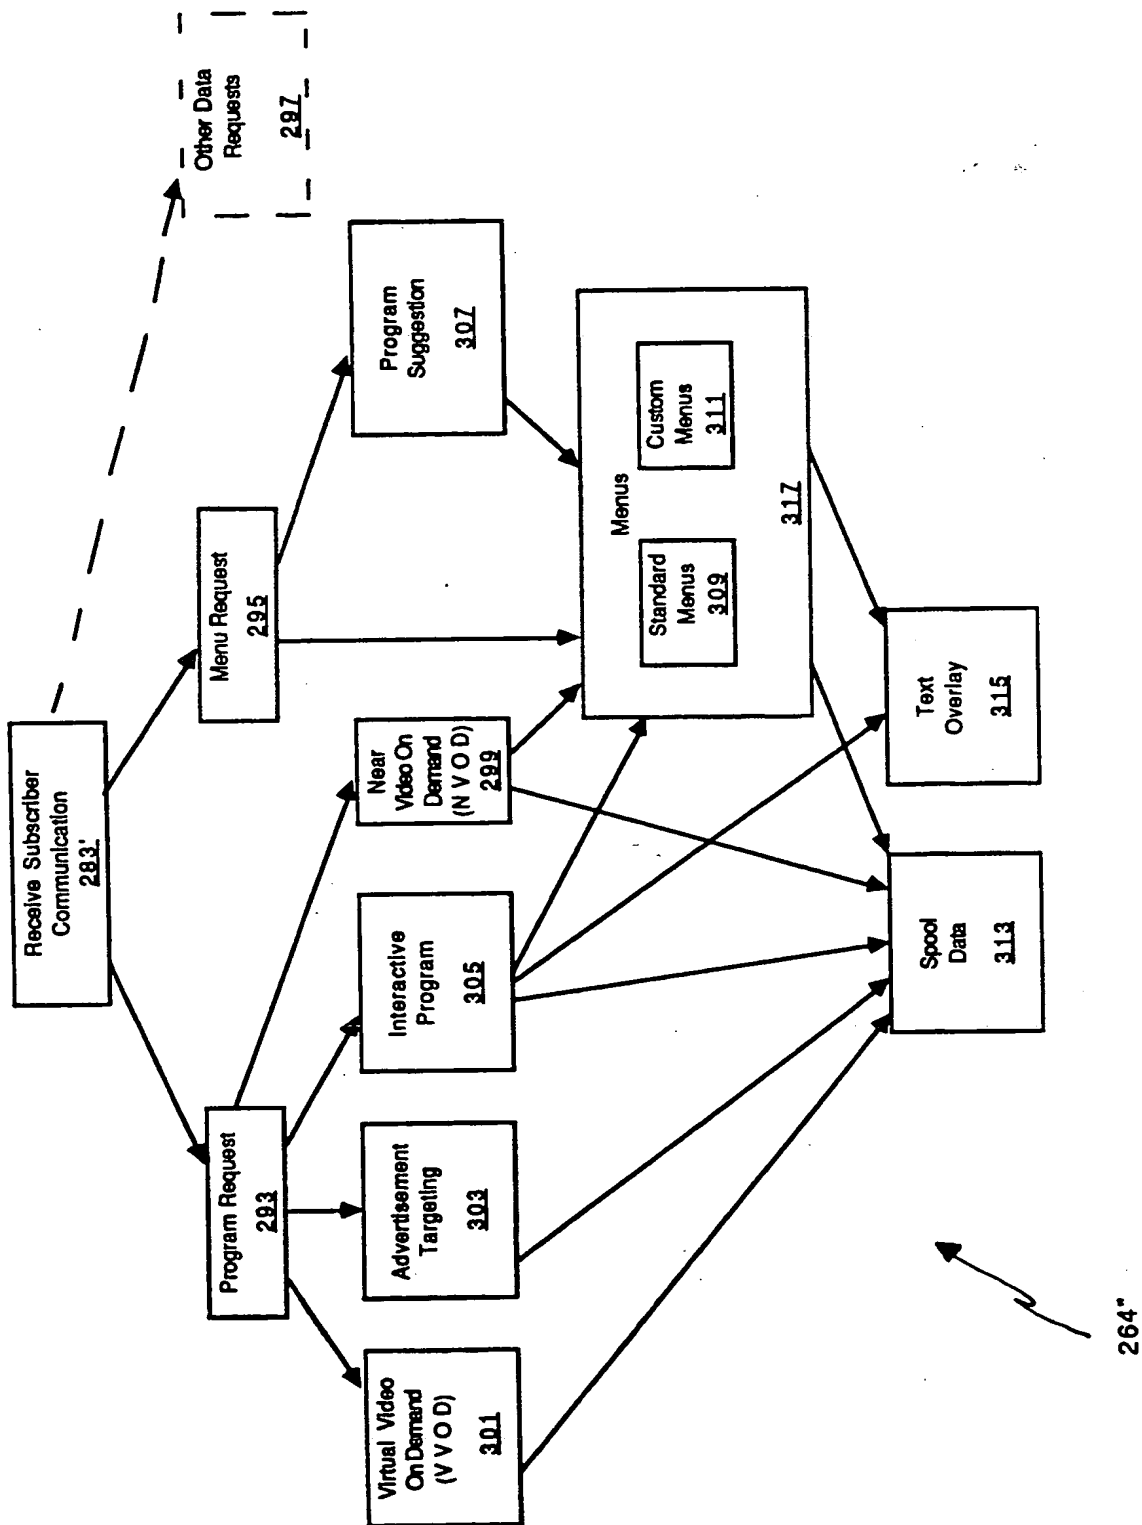 Receive Subscriber
Communication
283'
Program Request
293
Menu Request
295
Other Data
Requests
297
Virtual Video
On Demand
(V V O D)
301
Advertisement
Targeting
303
Interactive
Program
305
Near
Video On
Demand
(N V O D)
299
Program
Suggestion
307
Menus
Standard
Menus
309
Custom
Menus
311
317
Spool
Data
313
Text
Overlay
315
264"